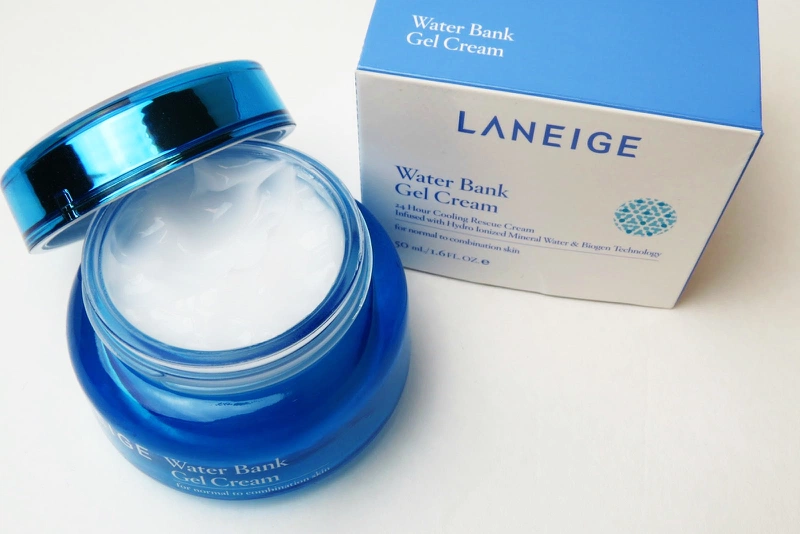 Water Bank
Gel Cream
LANEIGE
Water Bank
Gel Cream
24 Hour Cooling Rescue Cream
Infused with Hydro Ionized Mineral Water & Biogen Technology
for normal to combination skin
50 mL / 1.6 FL. OZ. e
IGE
Water Bank
Gel Cream
for normal to combination skin